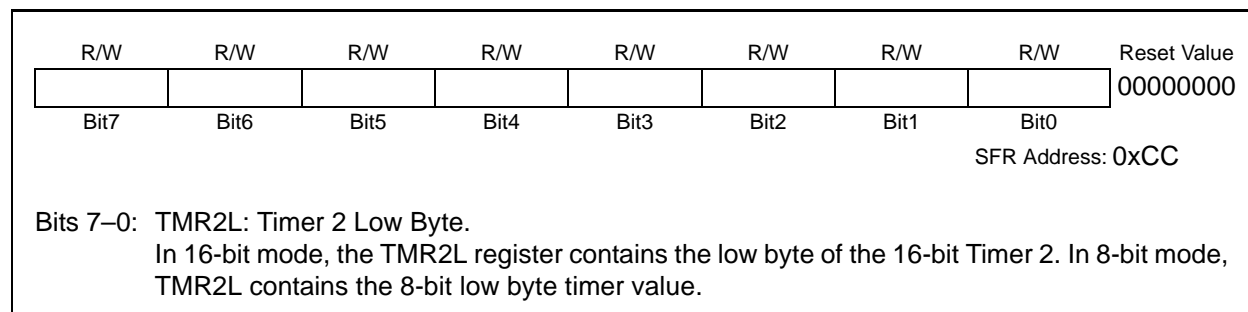 R/W R/W R/W R/W R/W R/W R/W R/W Reset Value
00000000
Bit7 Bit6 Bit5 Bit4 Bit3 Bit2 Bit1 Bit0
SFR Address: 0xCC
Bits 7–0: TMR2L: Timer 2 Low Byte.
In 16-bit mode, the TMR2L register contains the low byte of the 16-bit Timer 2. In 8-bit mode,
TMR2L contains the 8-bit low byte timer value.